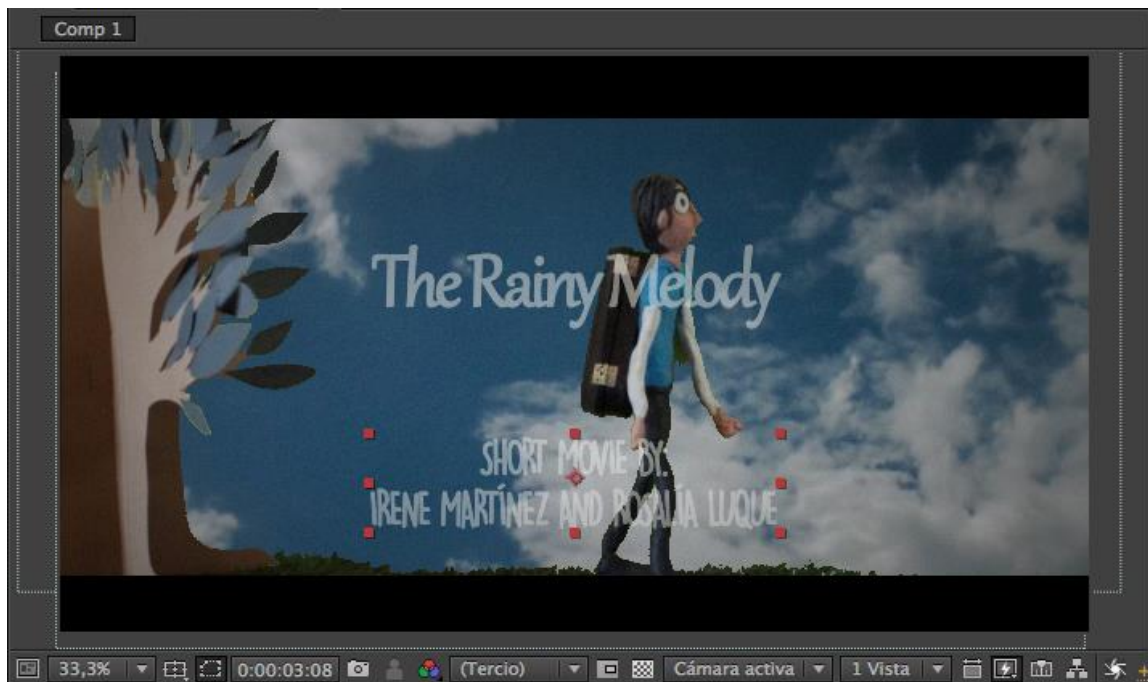 Comp 1
The Rainy Melody
SHORT MOVIE BY:
IRENE MARTÍNEZ AND ROSALÍA LUQUE
33,3% 0:00:03:08 (Tercio) Cámara activa 1 Vista